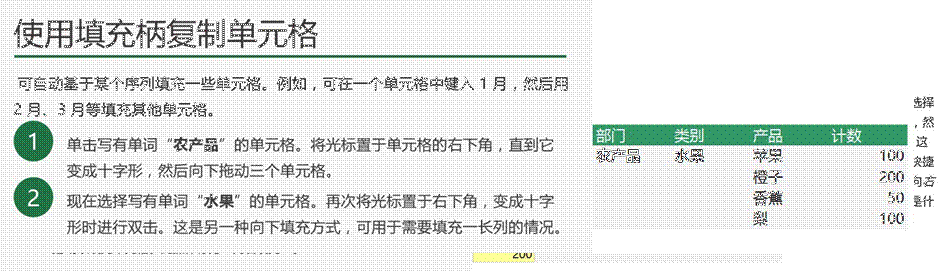 使用填充柄复制单元格
可自动基于某个序列填充一些单元格。例如，可在一个单元格中键入 1 月，然后用
2 月、3 月等填充其他单元格。
1 单击写有单词“农产品”的单元格。将光标置于单元格的右下角，直到它
变成十字形，然后向下拖动三个单元格。
2 现在选择写有单词“水果”的单元格。再次将光标置于右下角，变成十字
形时进行双击。这是另一种向下填充方式，可用于需要填充一长列的情况。
部门 类别 产品 计数
农产品 水果 苹果 100
橙子 200
香蕉 50
梨 100
选择
，然
这
快捷
向右
是什
200